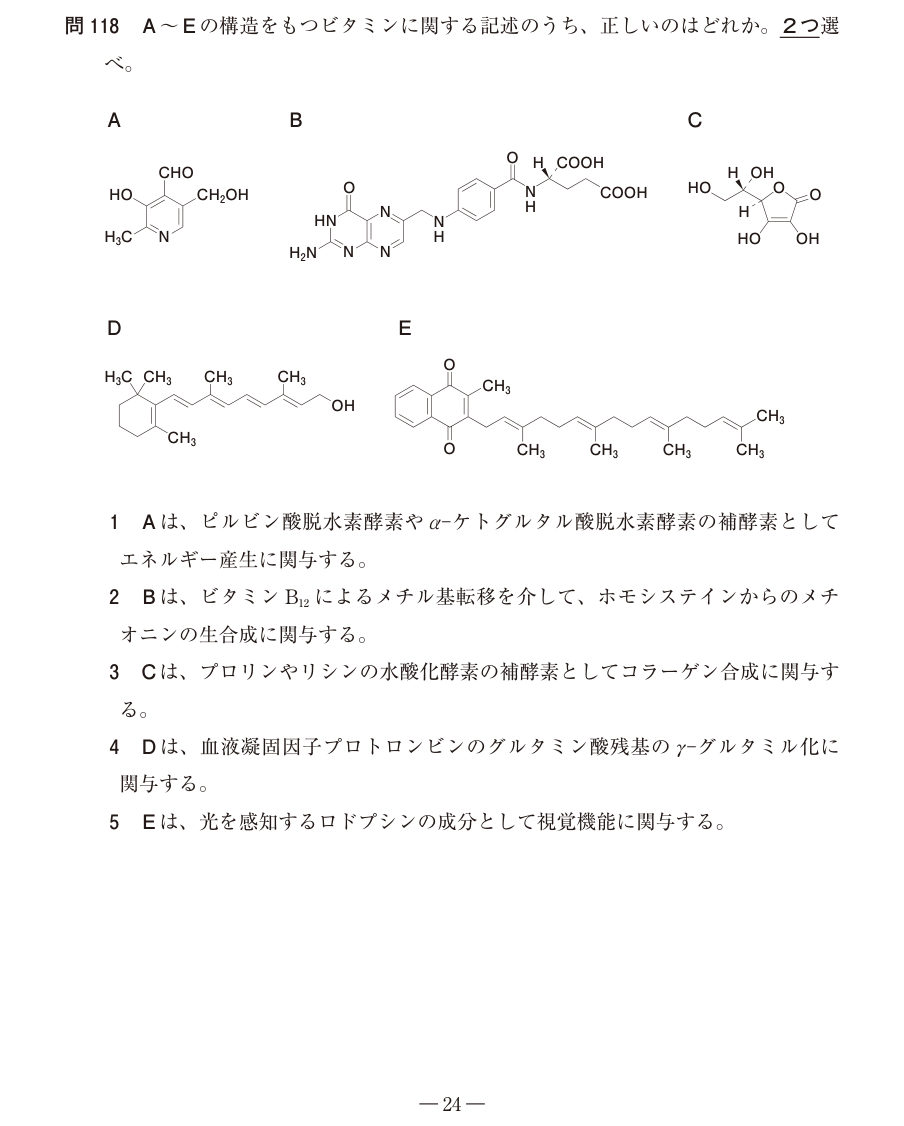 問 118　A～Eの構造をもつビタミンに関する記述のうち、正しいのはどれか。2つ選
べ。
A
B
C
CHO
HO
CH₂OH
H₃C
N
O
HN
N
N
H
H₂N
N
N
O
H
COOH
N
H
COOH
HO
H
OH
O
O
H
HO
OH
D
E
H₃C
CH₃
CH₃
CH₃
OH
CH₃
O
CH₃
O
CH₃
CH₃
CH₃
CH₃
CH₃
1　Aは、ピルビン酸脱水素酵素やα-ケトグルタル酸脱水素酵素の補酵素として
エネルギー産生に関与する。
2　Bは、ビタミンB₁₂によるメチル基転移を介して、ホモシステインからのメチ
オニンの生合成に関与する。
3　Cは、プロリンやリシンの水酸化酵素の補酵素としてコラーゲン合成に関与す
る。
4　Dは、血液凝固因子プロトロンビンのグルタミン酸残基のγ-グルタミル化に
関与する。
5　Eは、光を感知するロドプシンの成分として視覚機能に関与する。
― 24 ―